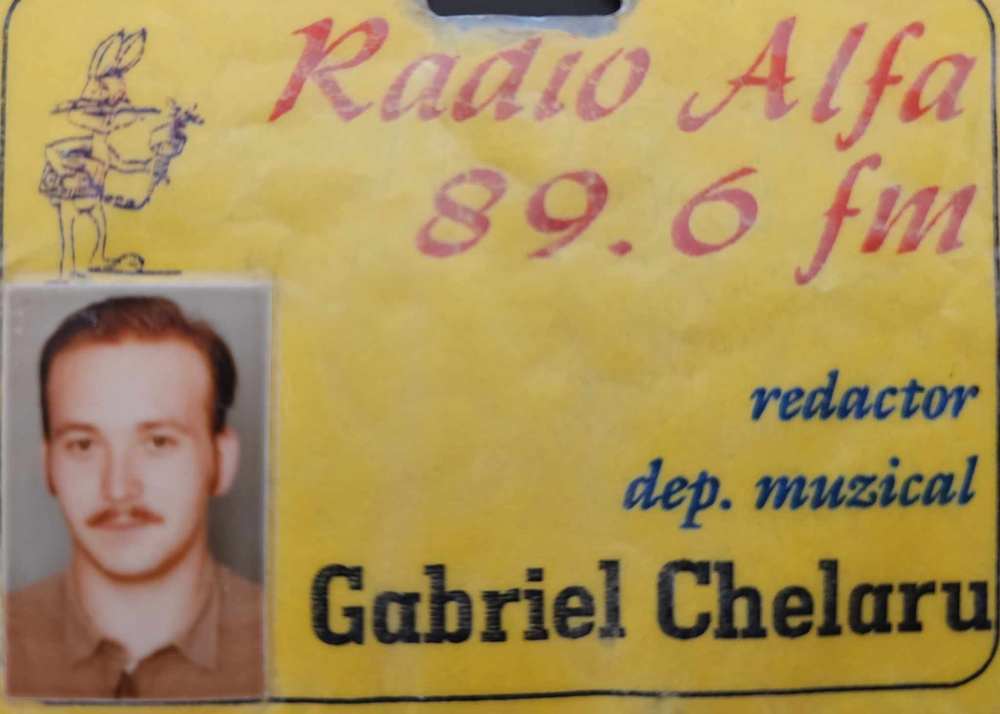 Radio Alfa
89.6 fm
redactor
dep. muzical
Gabriel Chelaru